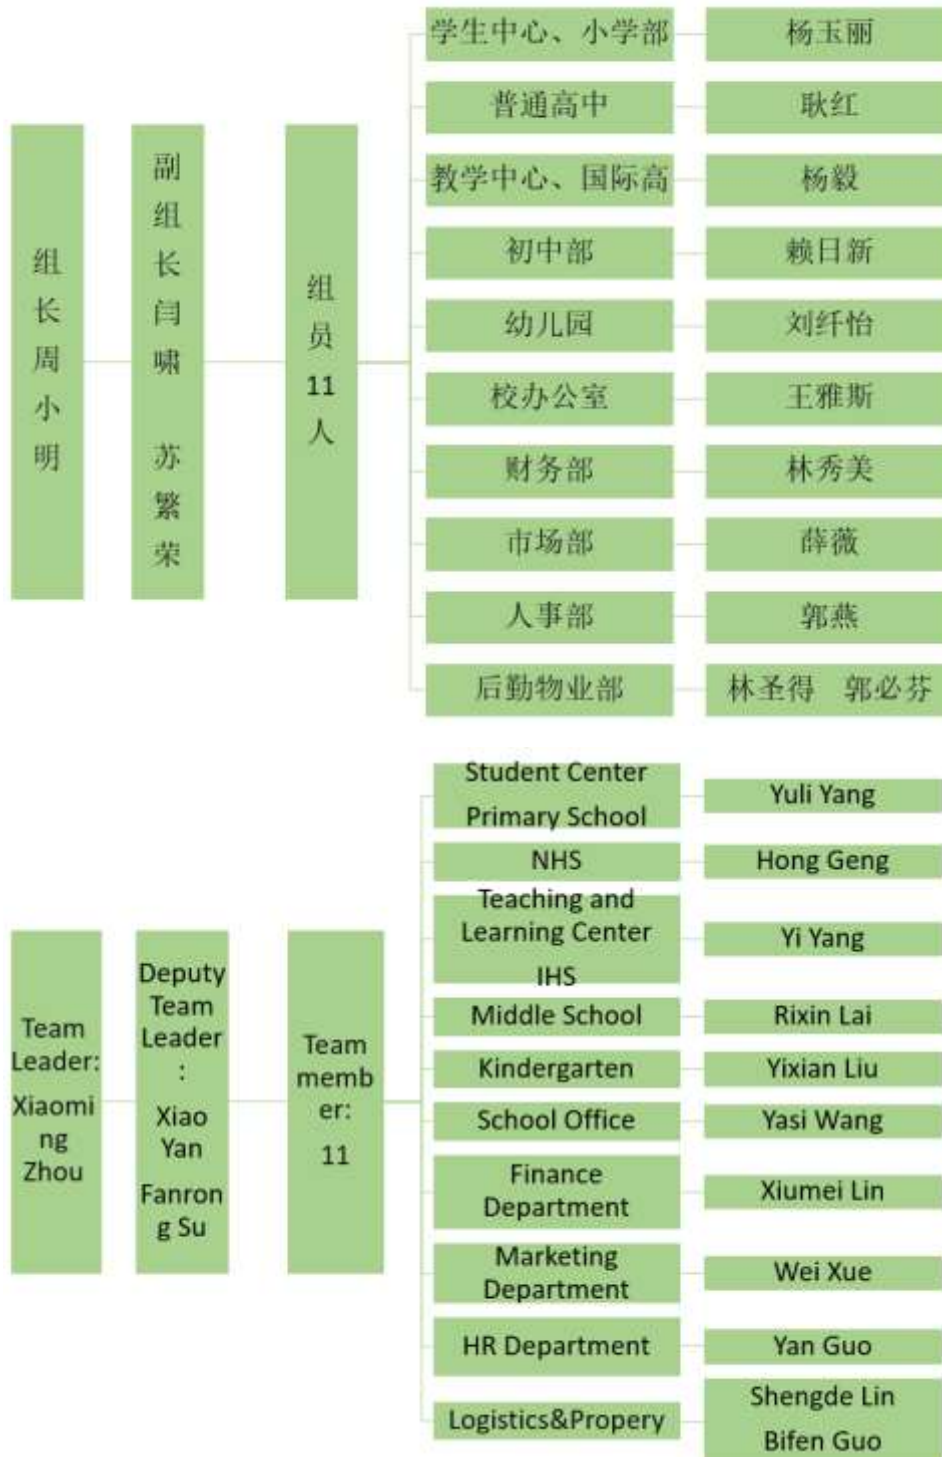 组长周小明
副组长闫啸 苏繁荣
组员11人
学生中心、小学部
杨玉丽
普通高中
耿红
教学中心、国际高
杨毅
初中部
赖日新
幼儿园
刘纤怡
校办公室
王雅斯
财务部
林秀美
市场部
薛薇
人事部
郭燕
后勤物业部
林圣得 郭必芬
Team
Leader:
Xiaomi
ng
Zhou
Deputy
Team
Leader
:
Xiao
Yan
Fanron
g Su
Team
memb
er:
11
Student Center
Primary School
Yuli Yang
NHS
Hong Geng
Teaching and
Learning Center
IHS
Yi Yang
Middle School
Rixin Lai
Kindergarten
Yixian Liu
School Office
Yasi Wang
Finance
Department
Xiumei Lin
Marketing
Department
Wei Xue
HR Department
Yan Guo
Logistics&Propery
Shengde Lin
Bifen Guo